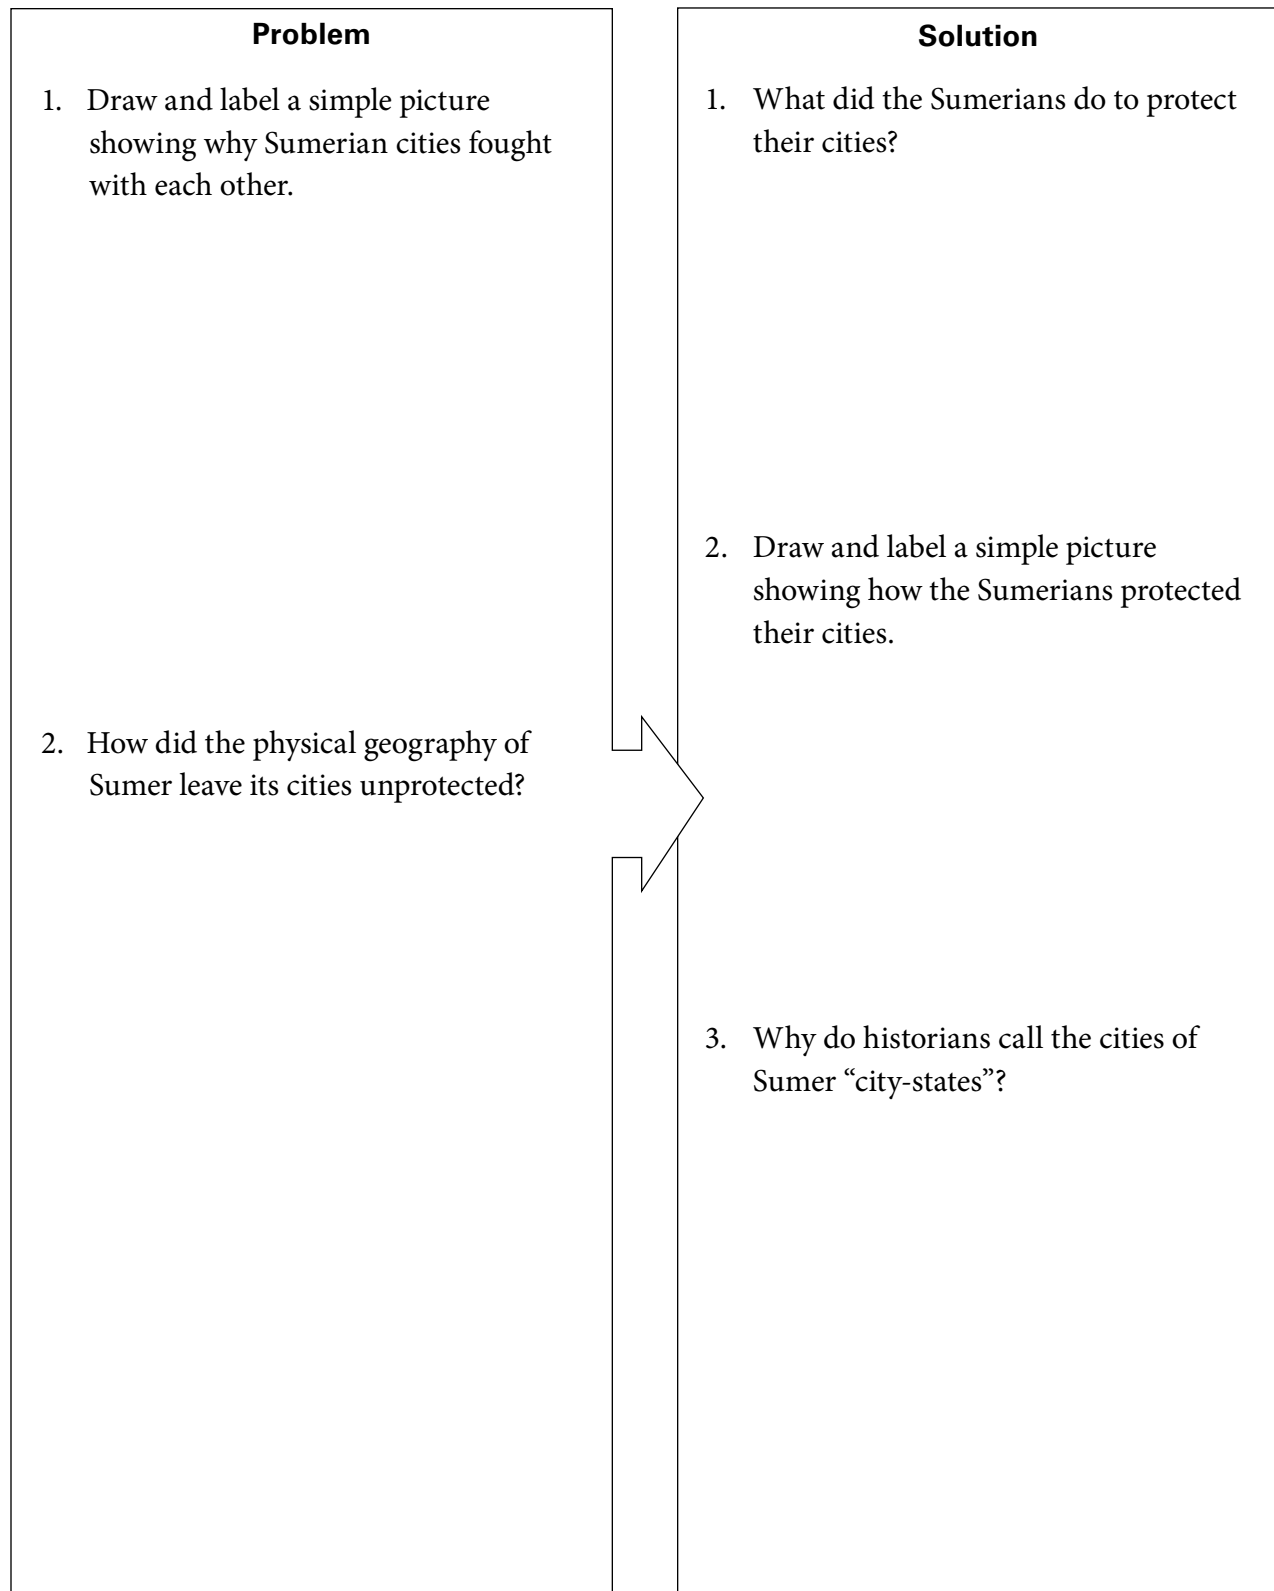 Problem
1. Draw and label a simple picture
showing why Sumerian cities fought
with each other.
2. How did the physical geography of
Sumer leave its cities unprotected?
Solution
1. What did the Sumerians do to protect
their cities?
2. Draw and label a simple picture
showing how the Sumerians protected
their cities.
3. Why do historians call the cities of
Sumer “city-states”?